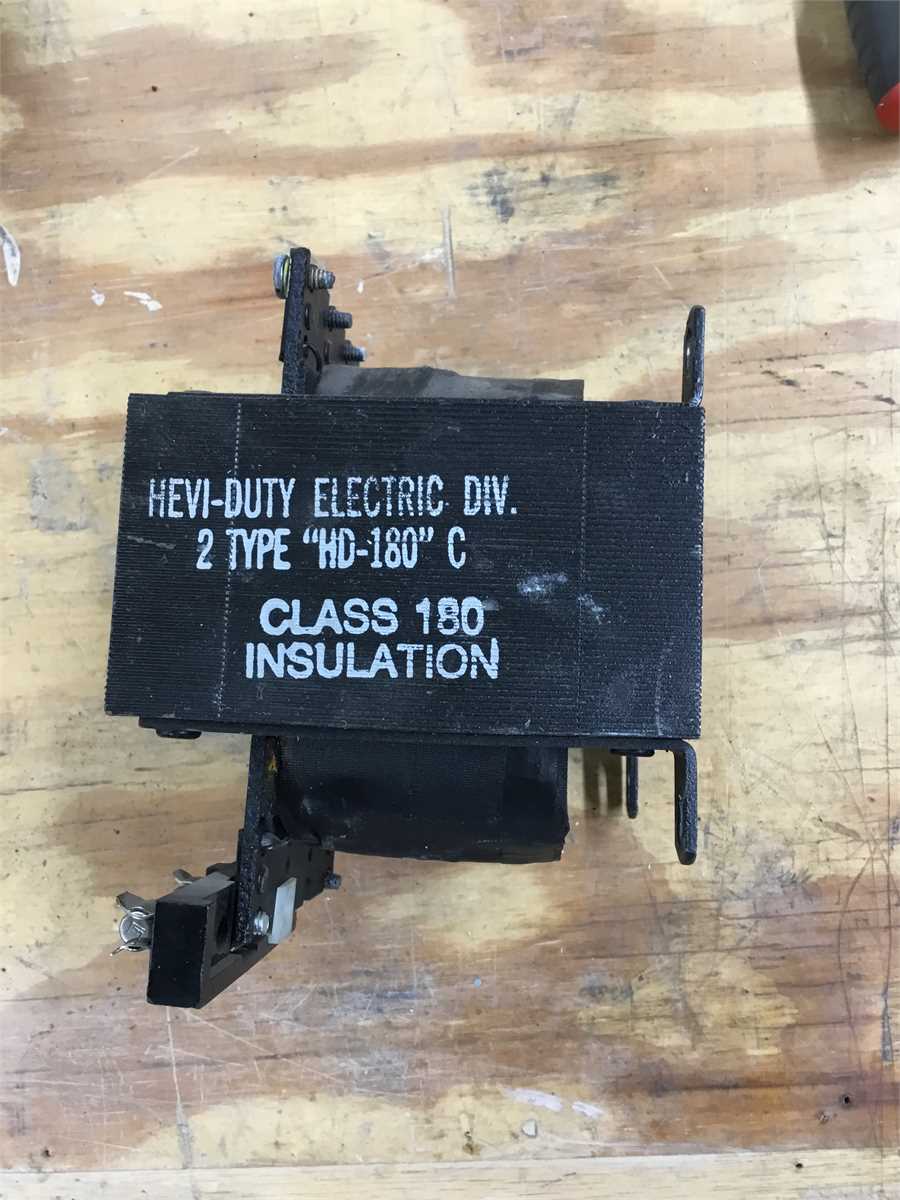 HEVI-DUTY ELECTRIC DIV.
2 TYPE “HD-180” C
CLASS 180
INSULATION